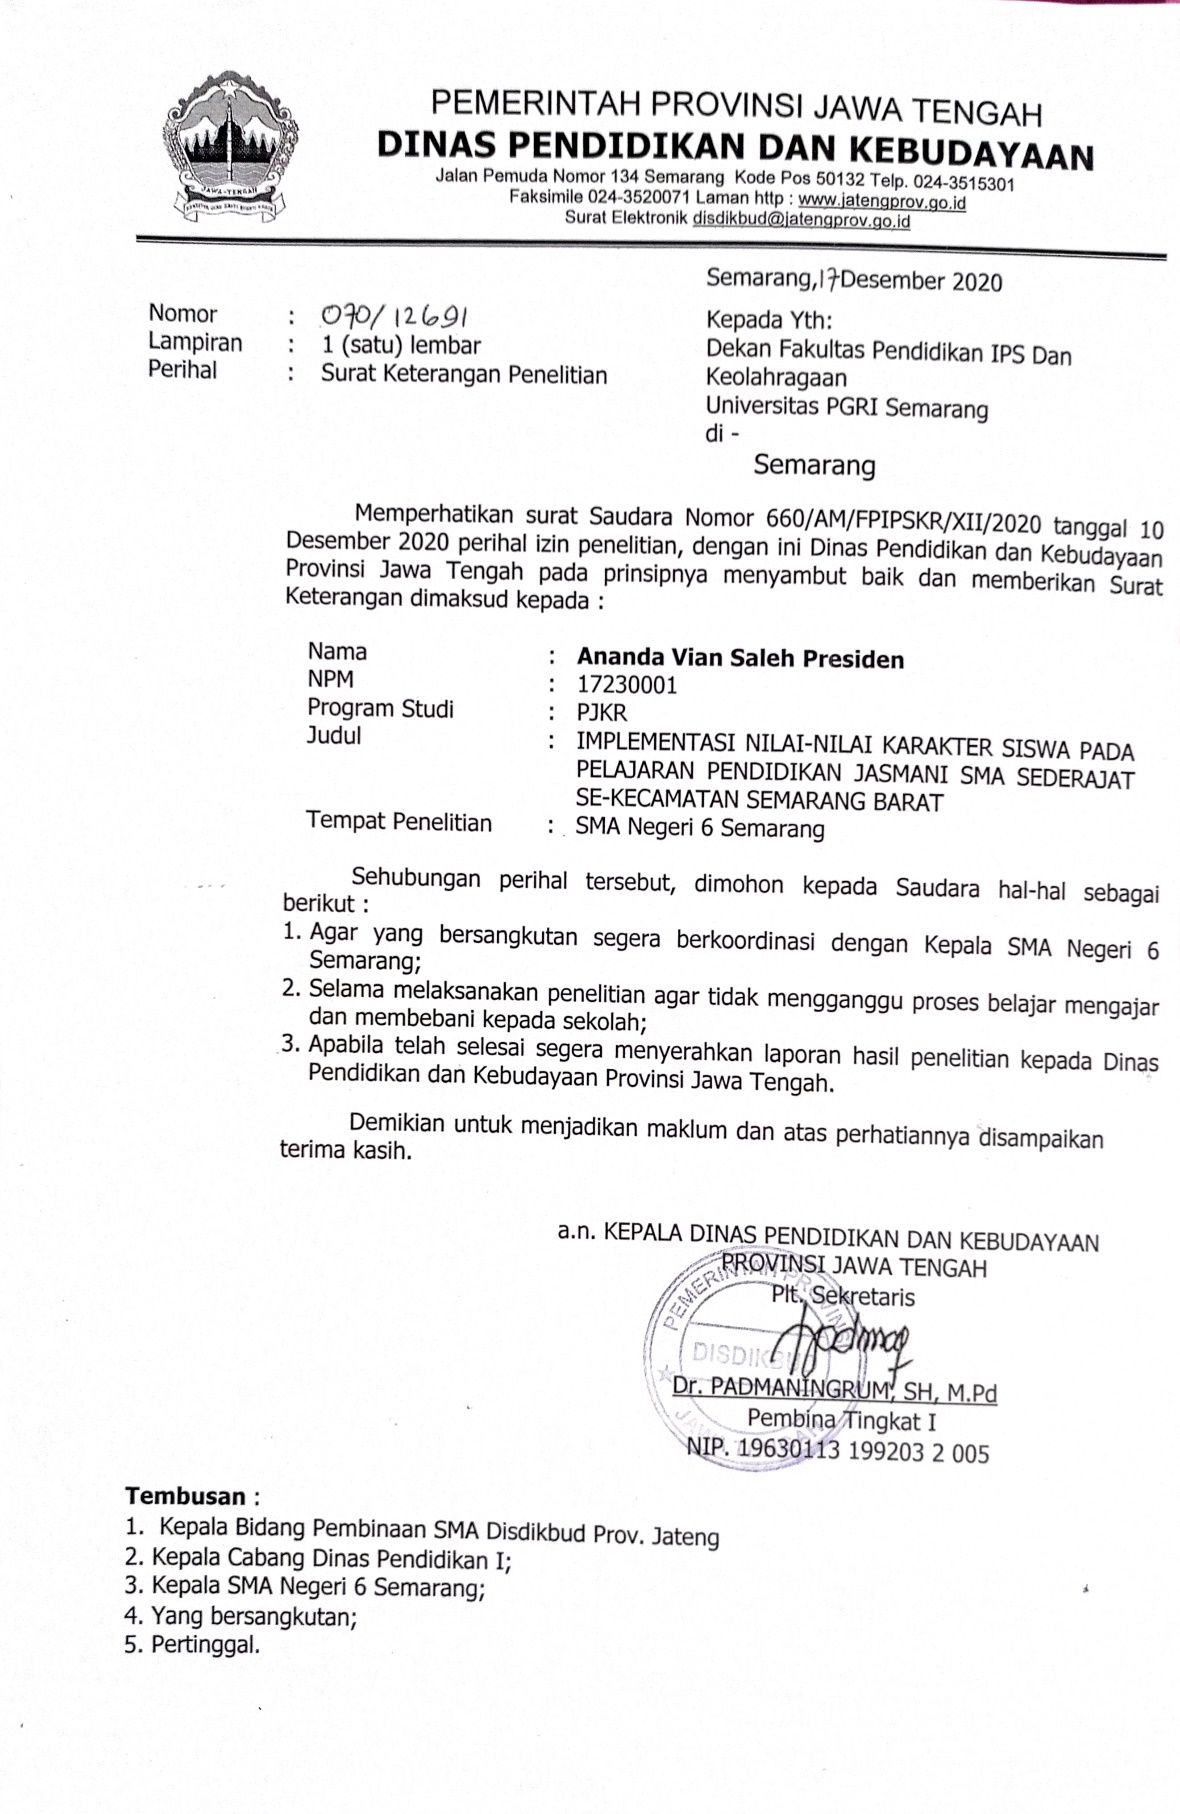 PEMERINTAH PROVINSI JAWA TENGAH
DINAS PENDIDIKAN DAN KEBUDAYAAN
Jalan Pemuda Nomor 134 Semarang Kode Pos 50132 Telp. 024-3515301
Faksimile 024-3520071 Laman http : www.jatengprov.go.id
Surat Elektronik disdikbud@jatengprov.go.id
JAWA-TENGAH
Semarang,17Desember 2020
Nomor : 070/12691
Lampiran : 1 (satu) lembar
Perihal : Surat Keterangan Penelitian
Kepada Yth:
Dekan Fakultas Pendidikan IPS Dan
Keolahragaan
Universitas PGRI Semarang
di -
Semarang
Memperhatikan surat Saudara Nomor 660/AM/FPIPSKR/XII/2020 tanggal 10
Desember 2020 perihal izin penelitian, dengan ini Dinas Pendidikan dan Kebudayaan
Provinsi Jawa Tengah pada prinsipnya menyambut baik dan memberikan Surat
Keterangan dimaksud kepada :
Nama : Ananda Vian Saleh Presiden
NPM : 17230001
Program Studi : PJKR
Judul : IMPLEMENTASI NILAI-NILAI KARAKTER SISWA PADA
PELAJARAN PENDIDIKAN JASMANI SMA SEDERAJAT
SE-KECAMATAN SEMARANG BARAT
Tempat Penelitian : SMA Negeri 6 Semarang
Sehubungan perihal tersebut, dimohon kepada Saudara hal-hal sebagai
berikut :
1. Agar yang bersangkutan segera berkoordinasi dengan Kepala SMA Negeri 6
Semarang;
2. Selama melaksanakan penelitian agar tidak mengganggu proses belajar mengajar
dan membebani kepada sekolah;
3. Apabila telah selesai segera menyerahkan laporan hasil penelitian kepada Dinas
Pendidikan dan Kebudayaan Provinsi Jawa Tengah.
Demikian untuk menjadikan maklum dan atas perhatiannya disampaikan
terima kasih.
a.n. KEPALA DINAS PENDIDIKAN DAN KEBUDAYAAN
PROVINSI JAWA TENGAH
Plt. Sekretaris
PEMERINTAH PROVINSI
DISDIKBUD
JAWA TENGAH
Dr. PADMANINGRUM, SH, M.Pd
Pembina Tingkat I
NIP. 19630113 199203 2 005
Tembusan :
1. Kepala Bidang Pembinaan SMA Disdikbud Prov. Jateng
2. Kepala Cabang Dinas Pendidikan I;
3. Kepala SMA Negeri 6 Semarang;
4. Yang bersangkutan;
5. Pertinggal.